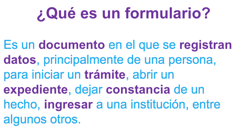 ¿Qué es un formulario?
Es un documento en el que se registran
datos, principalmente de una persona,
para iniciar un trámite, abrir un
expediente, dejar constancia de un
hecho, ingresar a una institución, entre
algunos otros.